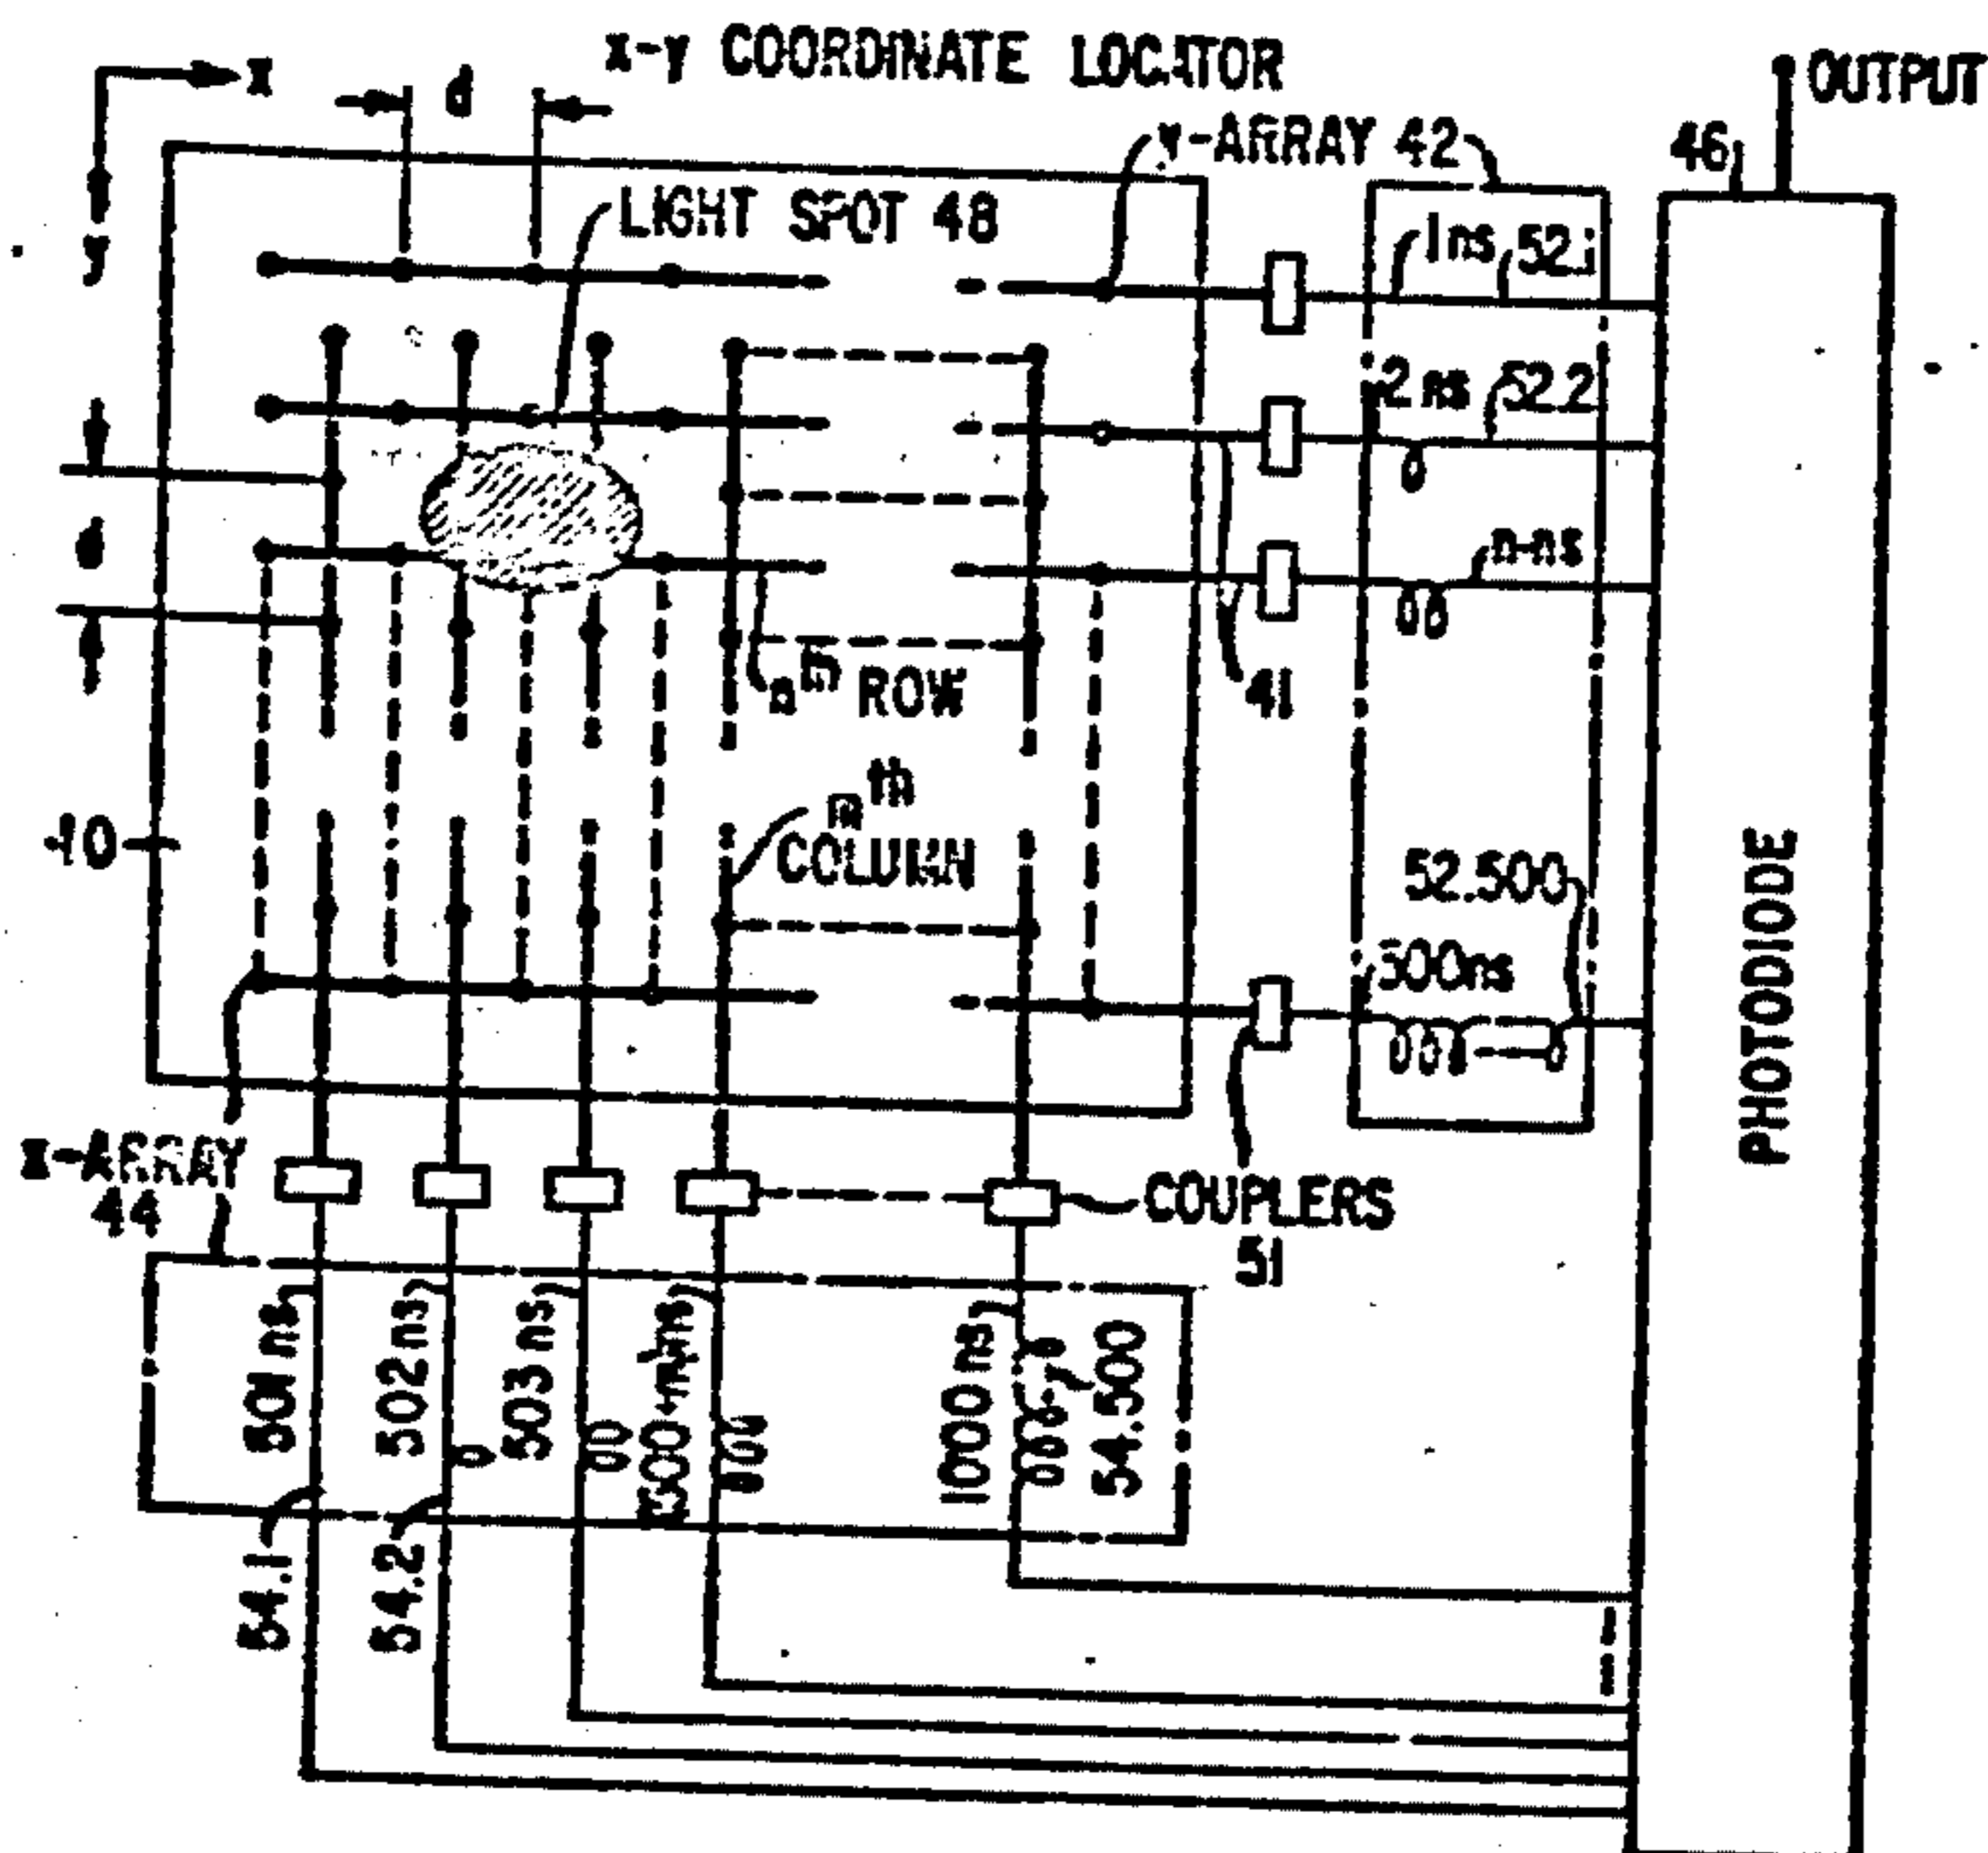 x-y COORDINATE LOCATOR
OUTPUT
x
d
y-ARRAY 42
46
LIGHT SPOT 48
1ns 52.1
y
2 ns 52.2
d
n-ns
nth ROW
41
mth
COLUMN
40
52.500
500ns
PHOTODIODE
x-ARRAY
44
COUPLERS
51
501 ns
502 ns
503 ns
500+m/ns
1000 ns
54.500
54.1
54.2